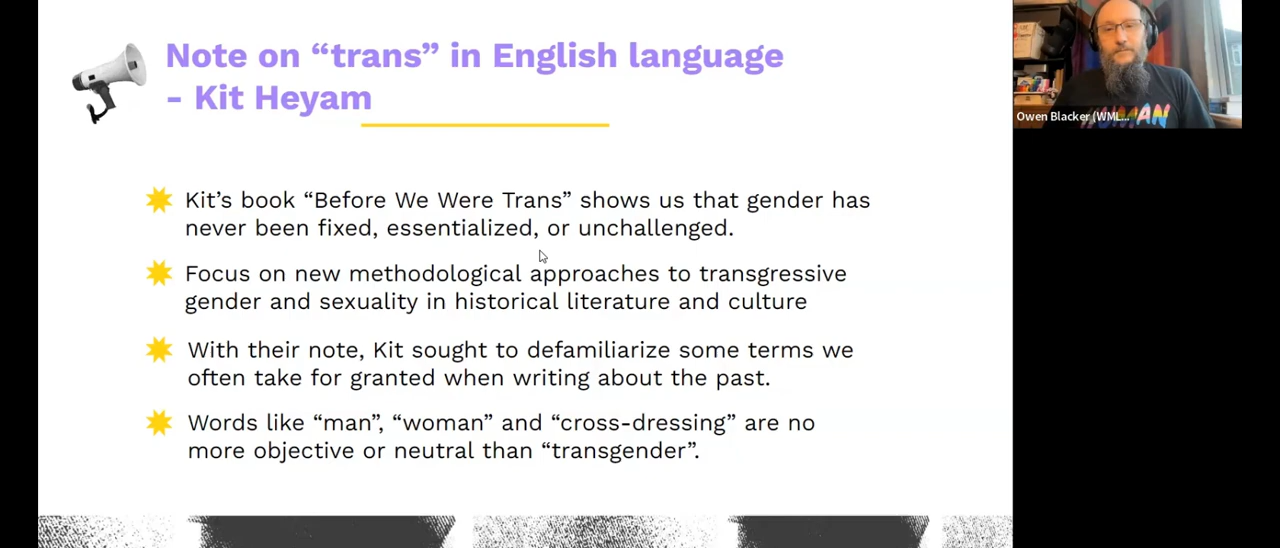 Note on “trans” in English language
- Kit Heyam
Owen Blacker (WML...
HUMAN
Kit’s book “Before We Were Trans” shows us that gender has
never been fixed, essentialized, or unchallenged.
Focus on new methodological approaches to transgressive
gender and sexuality in historical literature and culture
With their note, Kit sought to defamiliarize some terms we
often take for granted when writing about the past.
Words like “man”, “woman” and “cross-dressing” are no
more objective or neutral than “transgender”.